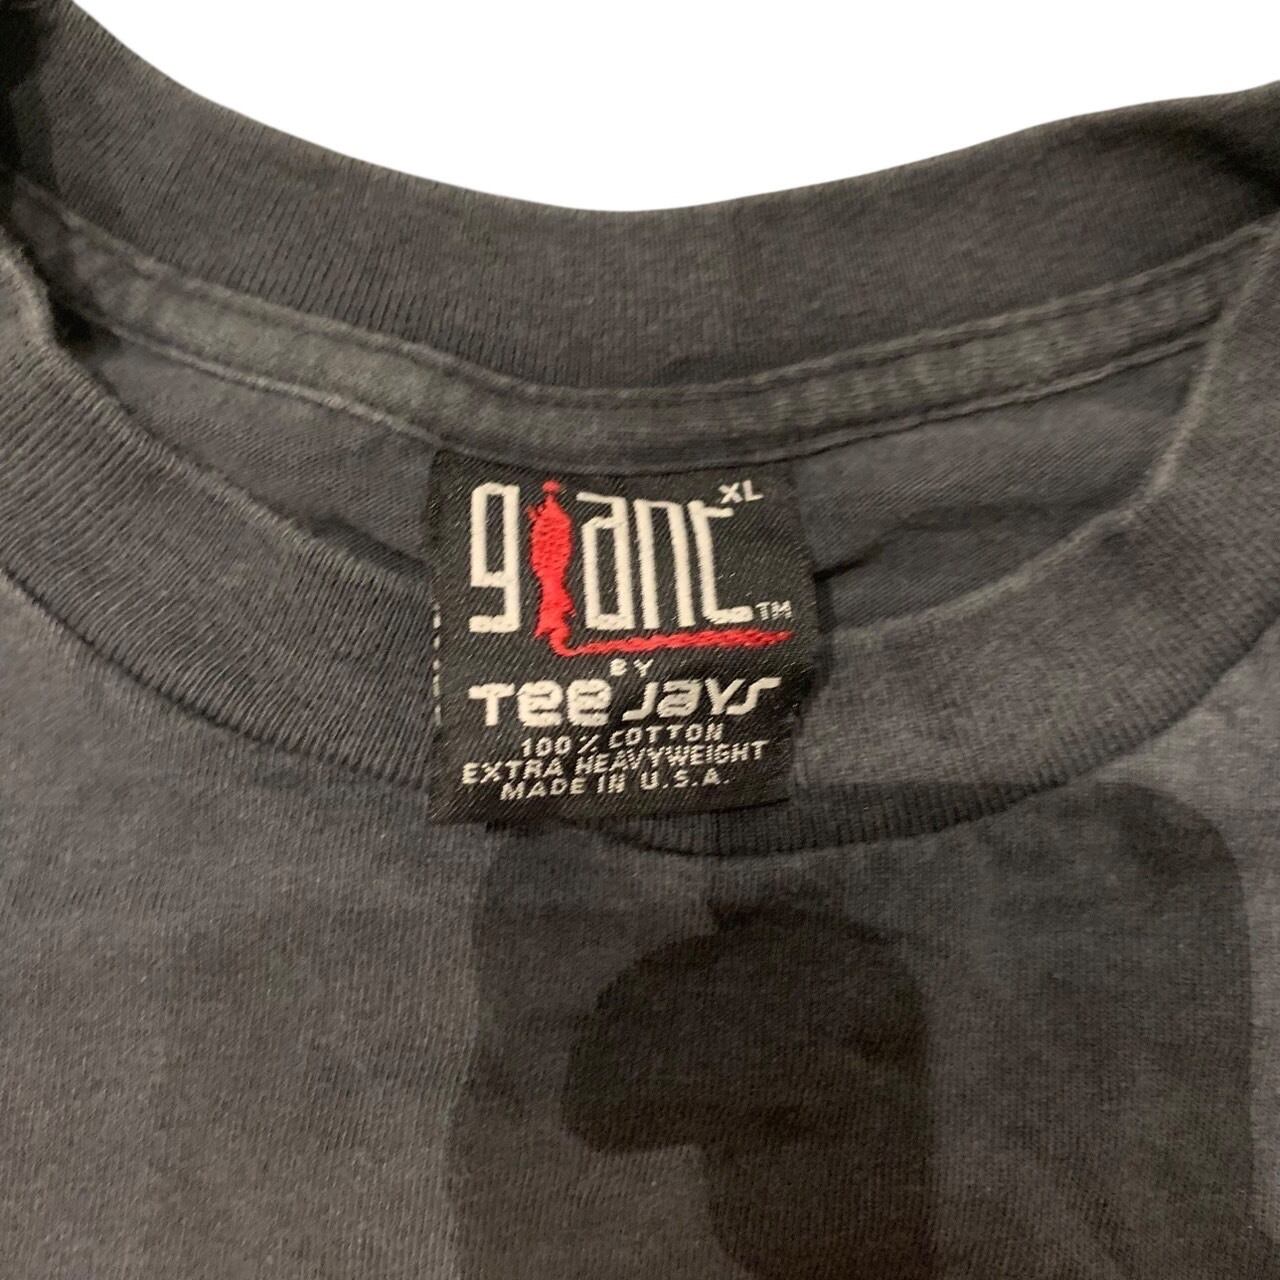 giant XL
TM
BY
Tee Jays
100% COTTON
EXTRA HEAVYWEIGHT
MADE IN U.S.A.